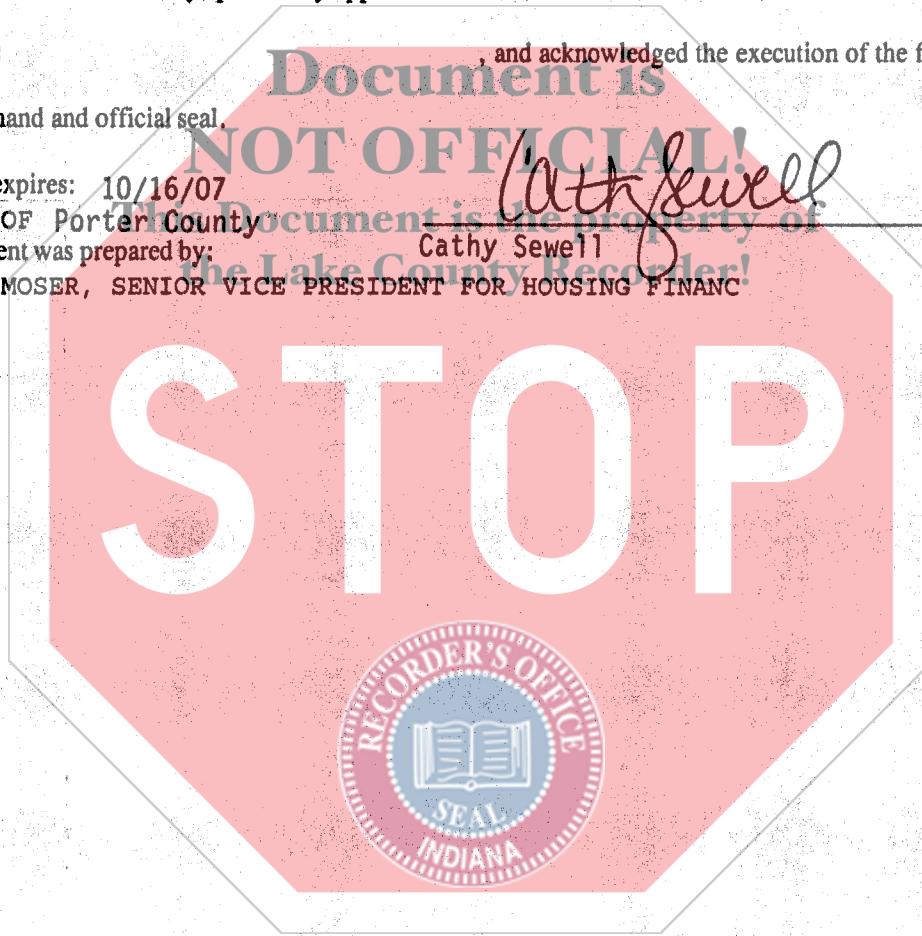 Document is
, and acknowledged the execution of the f
hand and official seal.
NOT OFFICIAL!
expires: 10/16/07
Cathy Sewell
OF Porter County
This Document is the property of
ent was prepared by:
Cathy Sewell
the Lake County Recorder!
MOSER, SENIOR VICE PRESIDENT FOR HOUSING FINANC
STOP
RECORDER'S OFFICE
SEAL
INDIANA